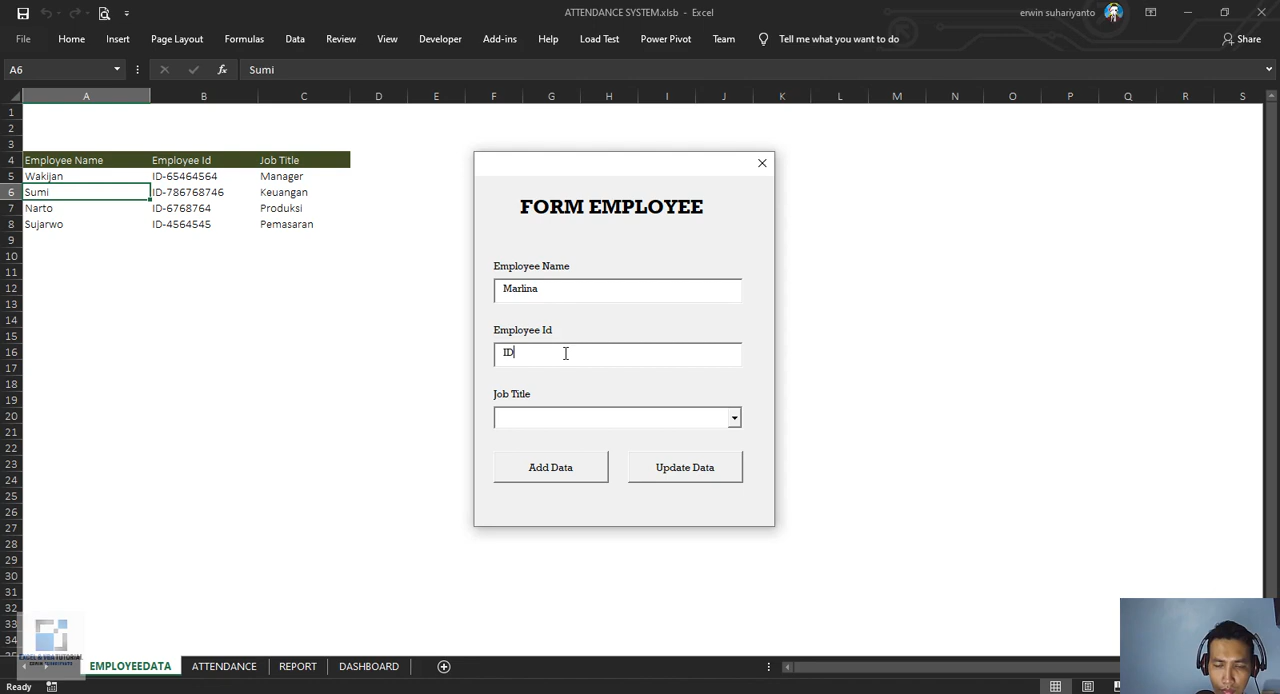 ATTENDANCE SYSTEM.xlsb - Excel
erwin suhariyanto
File Home Insert Page Layout Formulas Data Review View Developer Add-ins Help Load Test Power Pivot Team Tell me what you want to do Share
A6 fx Sumi
A B C D E F G H I J K L M N O P Q R S
1
2
3
4 Employee Name Employee Id Job Title
5 Wakijan ID-65464564 Manager
6 Sumi ID-786768746 Keuangan
7 Narto ID-6768764 Produksi
8 Sujarwo ID-4564545 Pemasaran
9
10
11
12
13
14
15
16
17
18
19
20
21
22
23
24
25
26
27
28
29
30
31
32
33
34
FORM EMPLOYEE
Employee Name
Marlina
Employee Id
ID
Job Title
Add Data Update Data
EXCEL & VBA TUTORIAL
EMPLOYEEDATA ATTENDANCE REPORT DASHBOARD
Ready